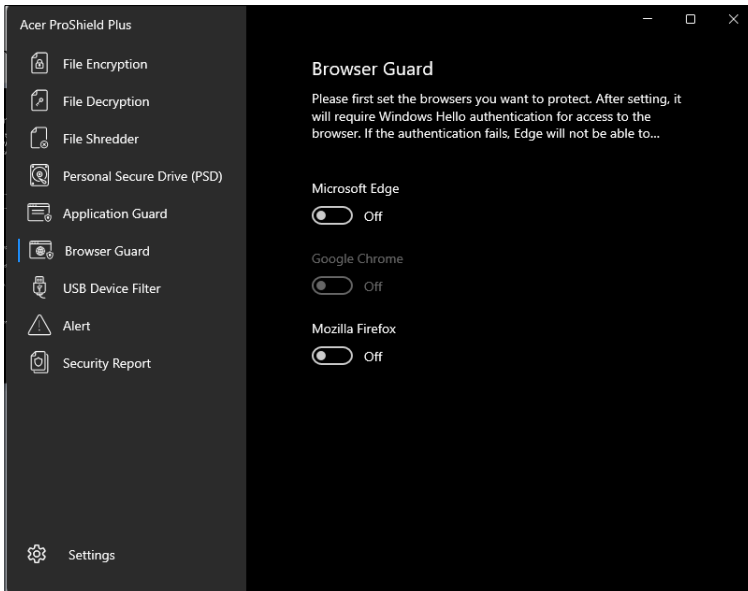 Acer ProShield Plus
File Encryption
File Decryption
File Shredder
Personal Secure Drive (PSD)
Application Guard
Browser Guard
USB Device Filter
Alert
Security Report
Settings
Browser Guard
Please first set the browsers you want to protect. After setting, it
will require Windows Hello authentication for access to the
browser. If the authentication fails, Edge will not be able to...
Microsoft Edge
Off
Google Chrome
Off
Mozilla Firefox
Off